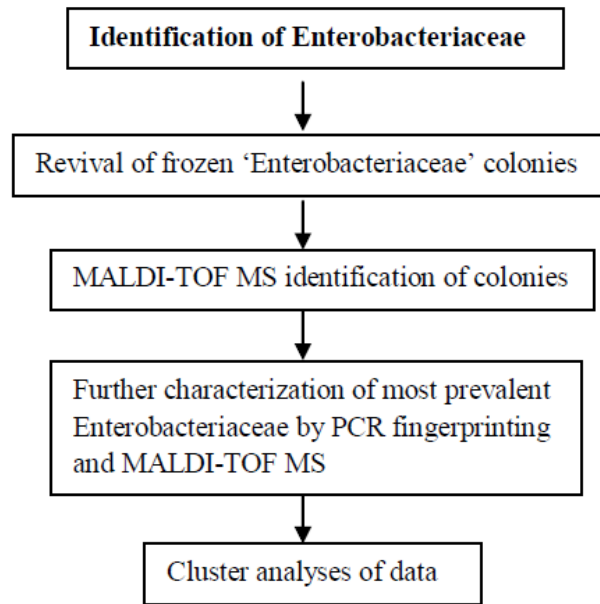 Identification of Enterobacteriaceae
Revival of frozen ‘Enterobacteriaceae’ colonies
MALDI-TOF MS identification of colonies
Further characterization of most prevalent
Enterobacteriaceae by PCR fingerprinting
and MALDI-TOF MS
Cluster analyses of data